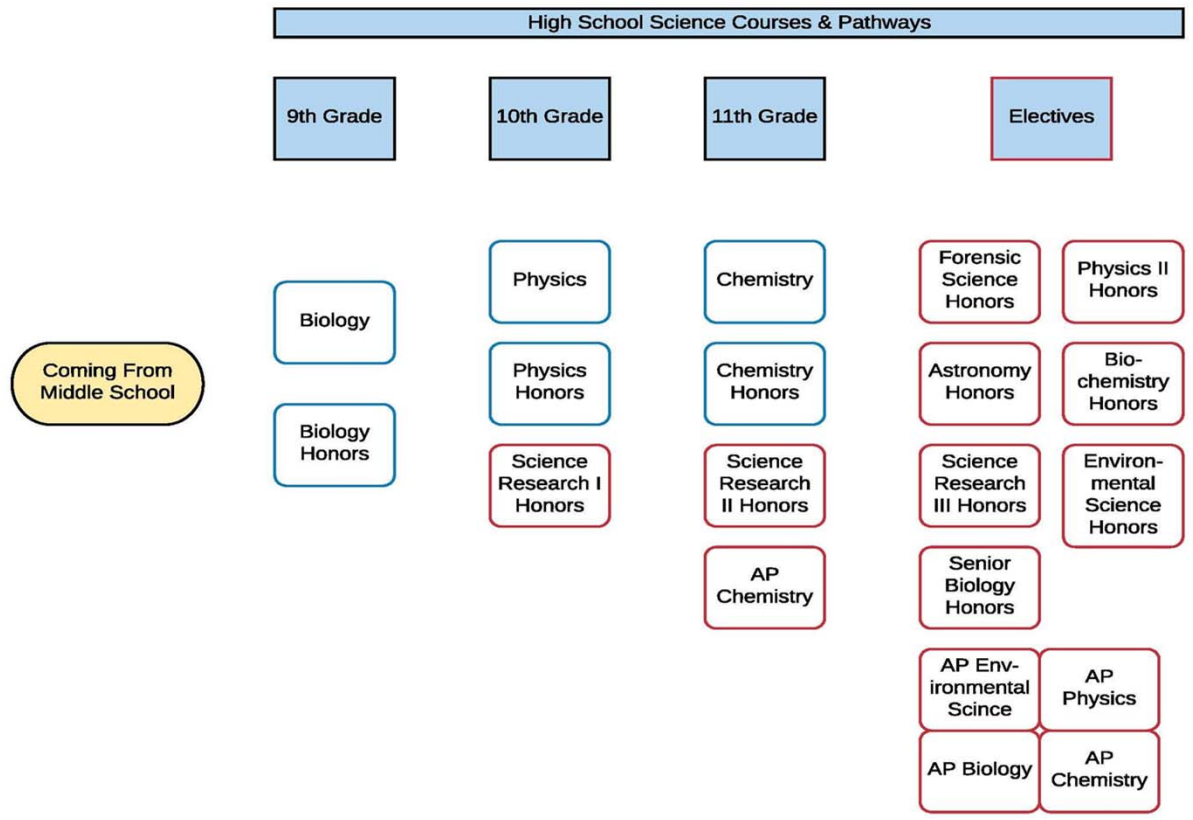 High School Science Courses & Pathways
9th Grade
10th Grade
11th Grade
Electives
Coming From
Middle School
Biology
Biology
Honors
Physics
Physics
Honors
Science
Research I
Honors
Chemistry
Chemistry
Honors
Science
Research
II Honors
AP
Chemistry
Forensic
Science
Honors
Physics II
Honors
Astronomy
Honors
Bio-
chemistry
Honors
Science
Research
III Honors
Environ-
mental
Science
Honors
Senior
Biology
Honors
AP Env-
ironmental
Scince
AP
Physics
AP Biology
AP
Chemistry